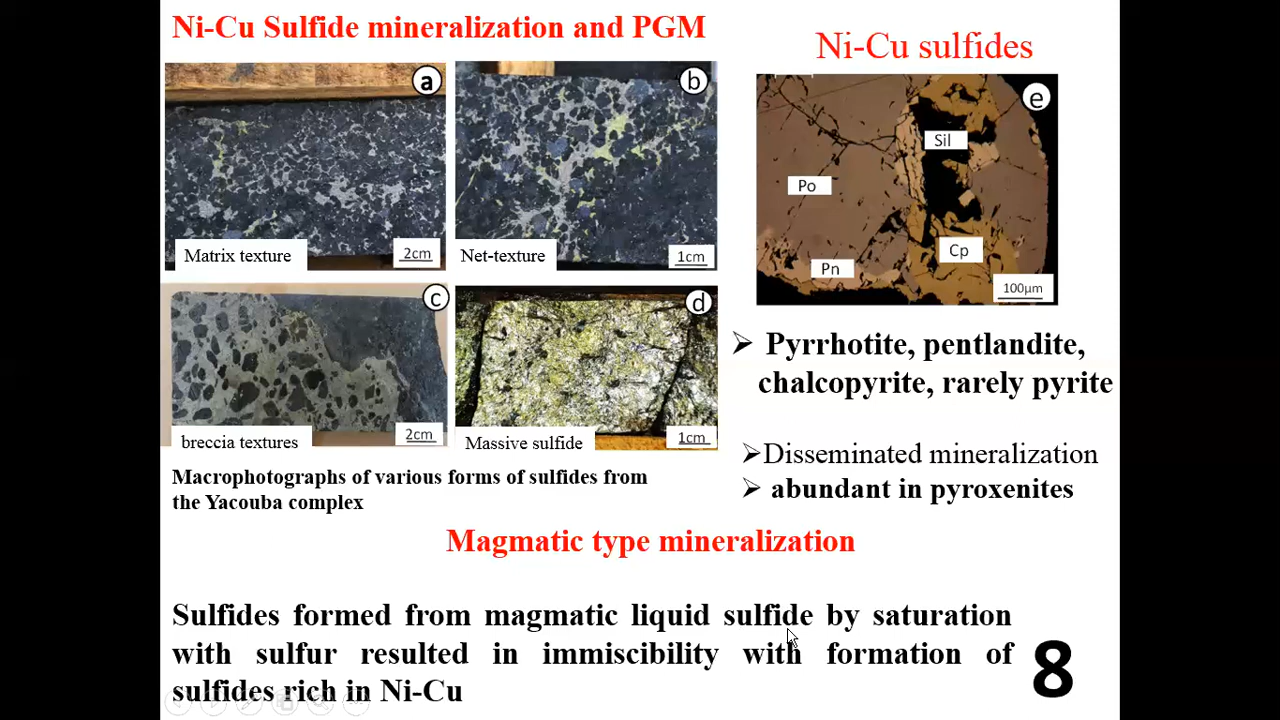 Ni-Cu Sulfide mineralization and PGM
Ni-Cu sulfides
a
b
Matrix texture
2cm
Net-texture
1cm
c
d
breccia textures
2cm
Massive sulfide
1cm
Macrophotographs of various forms of sulfides from
the Yacouba complex
e
Sil
Po
Cp
Pn
100µm
➢ Pyrrhotite, pentlandite,
chalcopyrite, rarely pyrite
➢Disseminated mineralization
➢ abundant in pyroxenites
Magmatic type mineralization
Sulfides formed from magmatic liquid sulfide by saturation
with sulfur resulted in immiscibility with formation of
sulfides rich in Ni-Cu
8